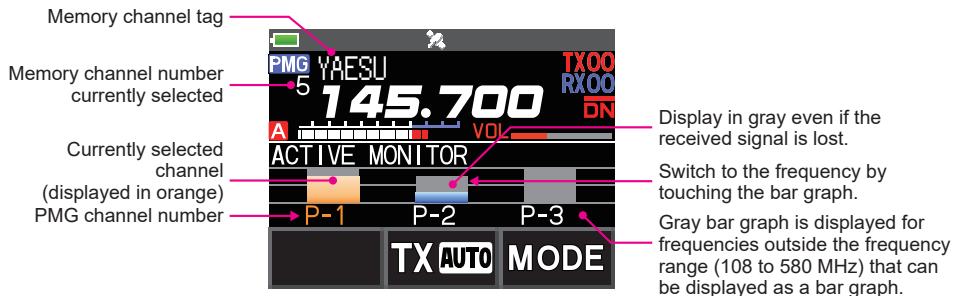 Memory channel tag
Memory channel number
currently selected
Currently selected
channel
(displayed in orange)
PMG channel number
PMG YAESU TX00
5 RX00
145.700 DN
A VOL
ACTIVE MONITOR
P-1 P-2 P-3
TX AUTO MODE
Display in gray even if the
received signal is lost.
Switch to the frequency by
touching the bar graph.
Gray bar graph is displayed for
frequencies outside the frequency
range (108 to 580 MHz) that can
be displayed as a bar graph.